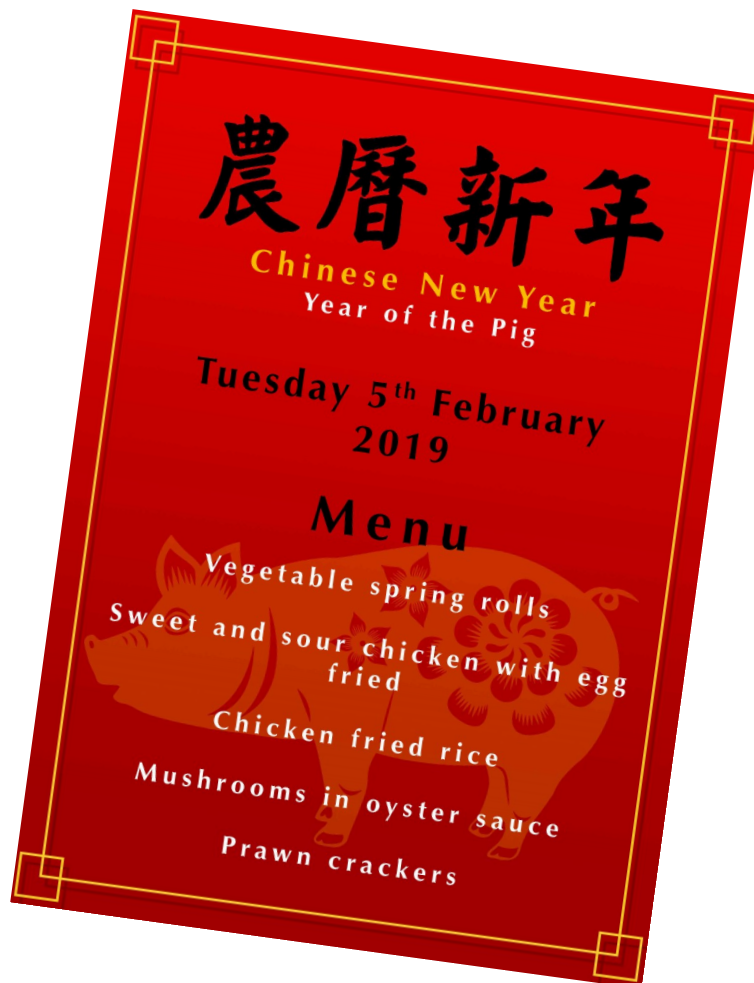 農曆新年
Chinese New Year
Year of the Pig
Tuesday 5th February
2019
Menu
Vegetable spring rolls
Sweet and sour chicken with egg
fried
Chicken fried rice
Mushrooms in oyster sauce
Prawn crackers